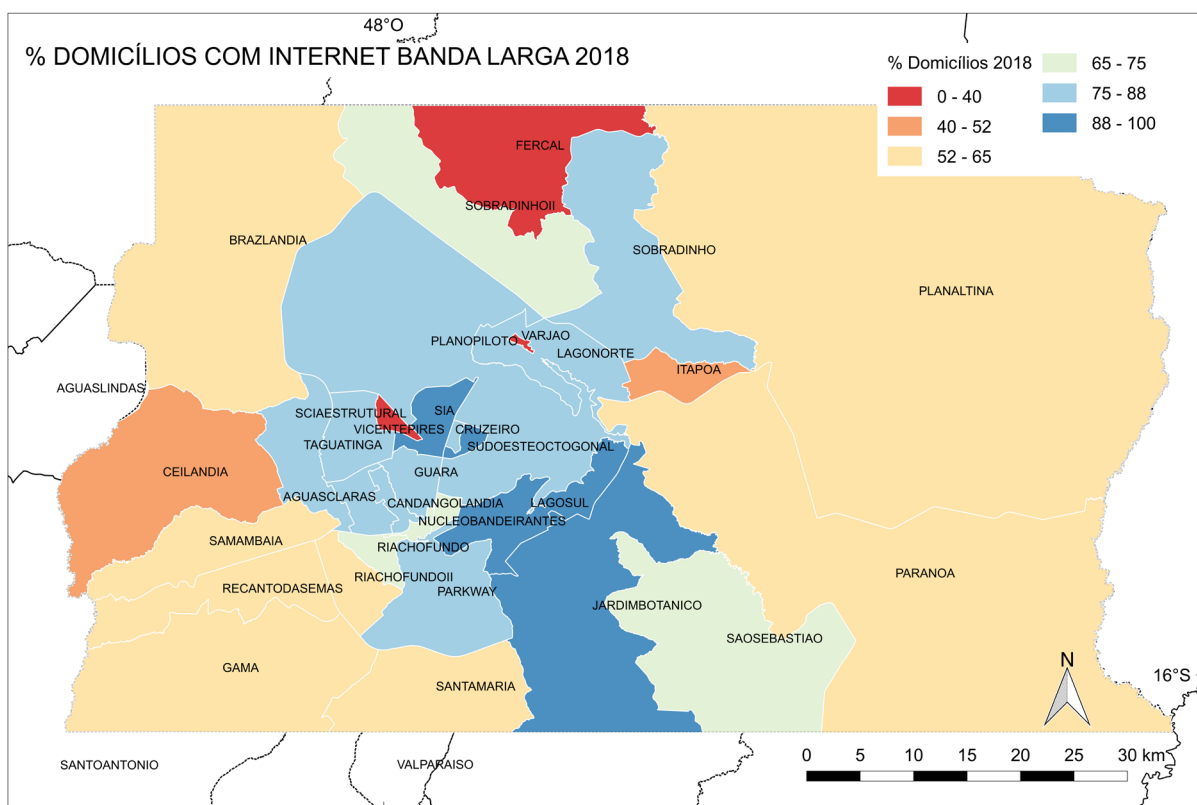 48°O
% DOMICÍLIOS COM INTERNET BANDA LARGA 2018
% Domicílios 2018
0 - 40
40 - 52
52 - 65
65 - 75
75 - 88
88 - 100
FERCAL
SOBRADINHOII
BRAZLANDIA
SOBRADINHO
PLANALTINA
PLANOPILOTO
VARJAO
LAGONORTE
ITAPOA
AGUASLINDAS
SCIAESTRUTURAL
SIA
VICENTEPIRES
CRUZEIRO
TAGUATINGA
SUDOESTEOCTOGONAL
CEILANDIA
GUARA
AGUASCLARAS
CANDANGOLANDIA
LAGOSUL
NUCLEOBANDEIRANTES
SAMAMBAIA
RIACHOFUNDO
RIACHOFUNDOII
PARANOA
RECANTODASEMAS
PARKWAY
JARDIMBOTANICO
SAOSEBASTIAO
GAMA
SANTAMARIA
N
16°S
SANTOANTONIO
VALPARAISO
0 5 10 15 20 25 30 km